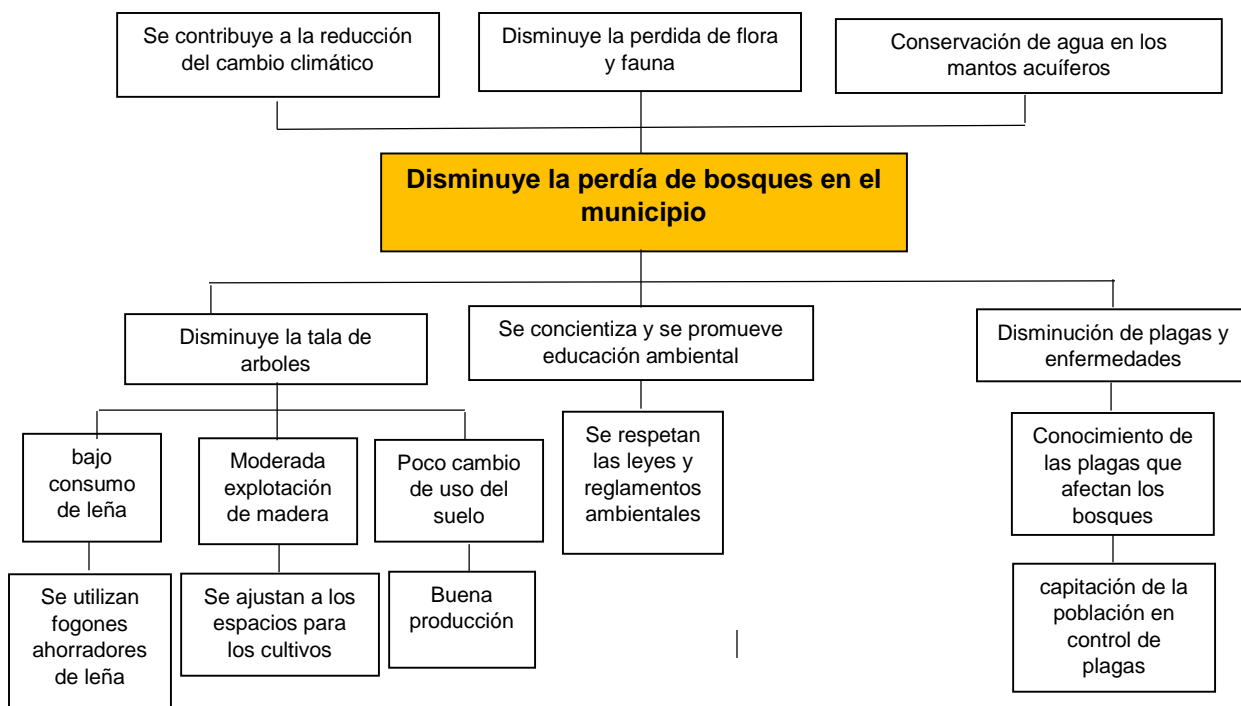 Se contribuye a la reducción
del cambio climático
Disminuye la perdida de flora
y fauna
Conservación de agua en los
mantos acuíferos
Disminuye la perdía de bosques en el
municipio
Disminuye la tala de
arboles
Se concientiza y se promueve
educación ambiental
Disminución de plagas y
enfermedades
bajo
consumo
de leña
Moderada
explotación
de madera
Poco cambio
de uso del
suelo
Se respetan
las leyes y
reglamentos
ambientales
Conocimiento de
las plagas que
afectan los
bosques
Se utilizan
fogones
ahorradores
de leña
Se ajustan a los
espacios para
los cultivos
Buena
producción
capitación de la
población en
control de
plagas